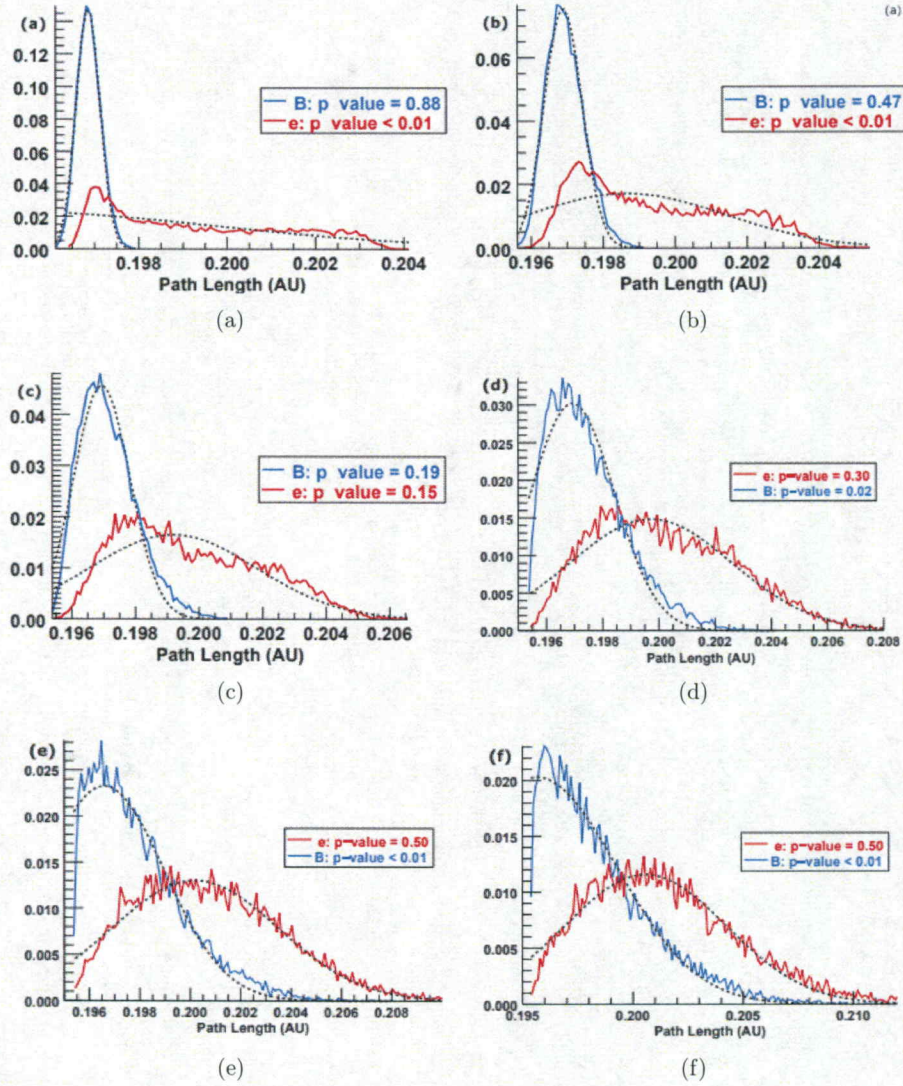 (a)
0.14
0.12
0.10
0.08
0.06
0.04
0.02
0.00
B: p value = 0.88
e: p value < 0.01
0.198 0.200 0.202 0.204
Path Length (AU)
(a)
(b)
(a)
0.06
0.04
0.02
0.00
B: p value = 0.47
e: p value < 0.01
0.196 0.198 0.200 0.202 0.204
Path Length (AU)
(b)
(c)
0.04
0.03
0.02
0.01
0.00
B: p value = 0.19
e: p value = 0.15
0.196 0.198 0.200 0.202 0.204 0.206
Path Length (AU)
(c)
(d)
0.030
0.025
0.020
0.015
0.010
0.005
0.000
e: p-value = 0.30
B: p-value = 0.02
0.196 0.198 0.200 0.202 0.204 0.206 0.208
Path Length (AU)
(d)
(e)
0.025
0.020
0.015
0.010
0.005
0.000
e: p-value = 0.50
B: p-value < 0.01
0.196 0.198 0.200 0.202 0.204 0.206 0.208
Path Length (AU)
(e)
(f)
0.020
0.015
0.010
0.005
0.000
e: p-value = 0.50
B: p-value < 0.01
0.195 0.200 0.205 0.210
Path Length (AU)
(f)